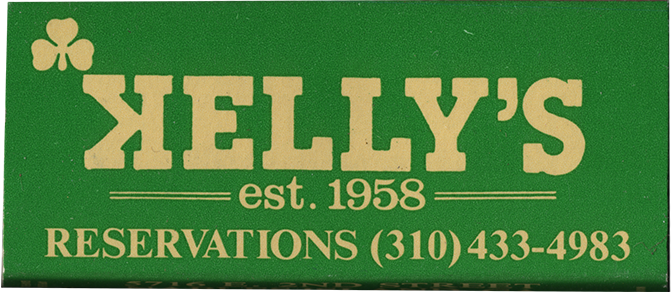 KELLY'S
est. 1958
RESERVATIONS (310) 433-4983